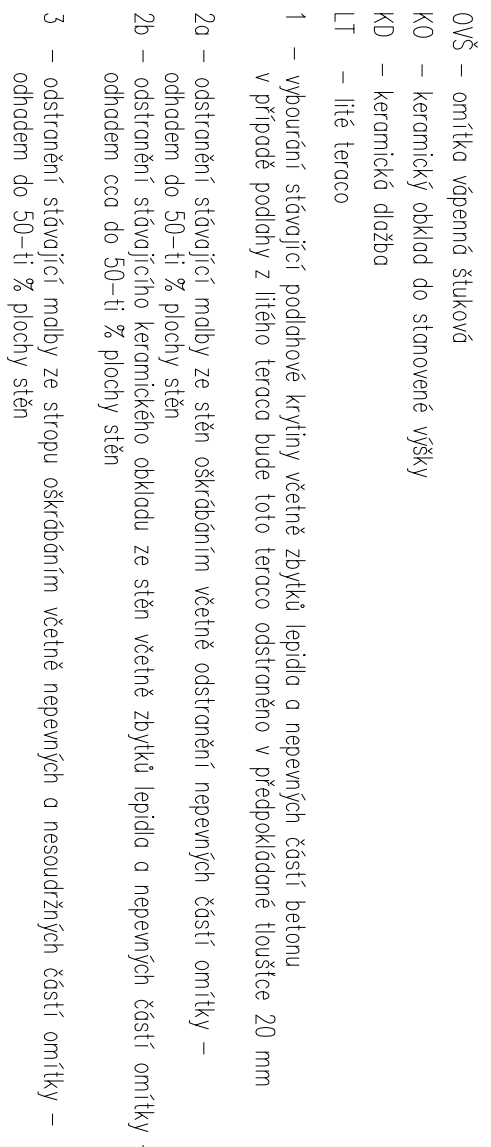 OVŠ – omítka vápenná štuková
KO – keramický obklad do stanovené výšky
KD – keramická dlažba
LT – lité teraco
1 – vybourání stávající podlahové krytiny včetně zbytků lepidla a nepevných částí betonu
v případě podlahy z litého teraca bude toto teraco odstraněno v předpokládané tloušťce 20 mm
2a – odstranění stávající malby ze stěn oškrábáním včetně odstranění nepevných částí omítky –
odhadem do 50–ti % plochy stěn
2b – odstranění stávajícího keramického obkladu ze stěn včetně zbytků lepidla a nepevných částí omítky –
odhadem cca do 50–ti % plochy stěn
3 – odstranění stávající malby ze stropu oškrábáním včetně nepevných a nesoudržných částí omítky –
odhadem do 50–ti % plochy stěn